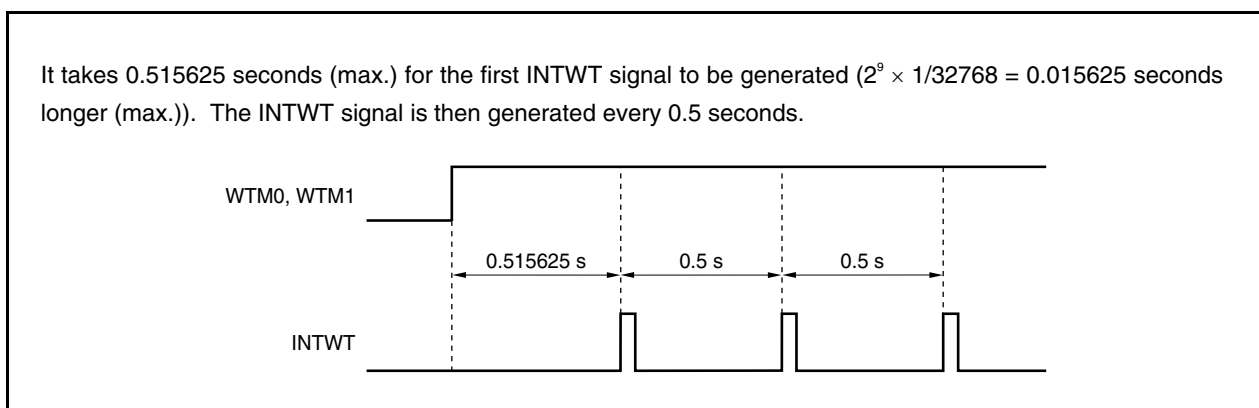 It takes 0.515625 seconds (max.) for the first INTWT signal to be generated (2⁹ × 1/32768 = 0.015625 seconds
longer (max.)).  The INTWT signal is then generated every 0.5 seconds.
WTM0, WTM1
0.515625 s
0.5 s
0.5 s
INTWT